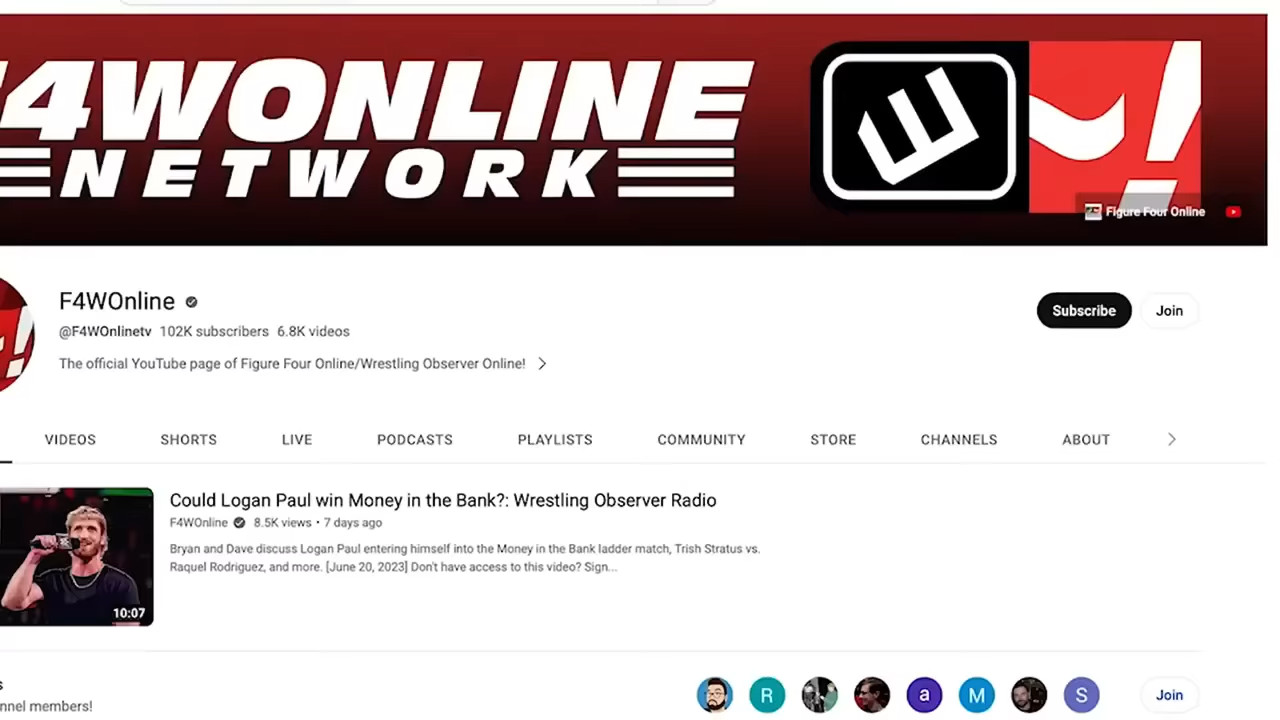 4WONLINE
NETWORK
Figure Four Online
F4WOnline
@F4WOnlinetv 102K subscribers 6.8K videos
The official YouTube page of Figure Four Online/Wrestling Observer Online!
Subscribe
Join
VIDEOS SHORTS LIVE PODCASTS PLAYLISTS COMMUNITY STORE CHANNELS ABOUT
Could Logan Paul win Money in the Bank?: Wrestling Observer Radio
F4WOnline 8.5K views • 7 days ago
Bryan and Dave discuss Logan Paul entering himself into the Money in the Bank ladder match, Trish Stratus vs.
Raquel Rodriguez, and more. [June 20, 2023] Don't have access to this video? Sign...
10:07
R
a
M
S
Join
nnel members!